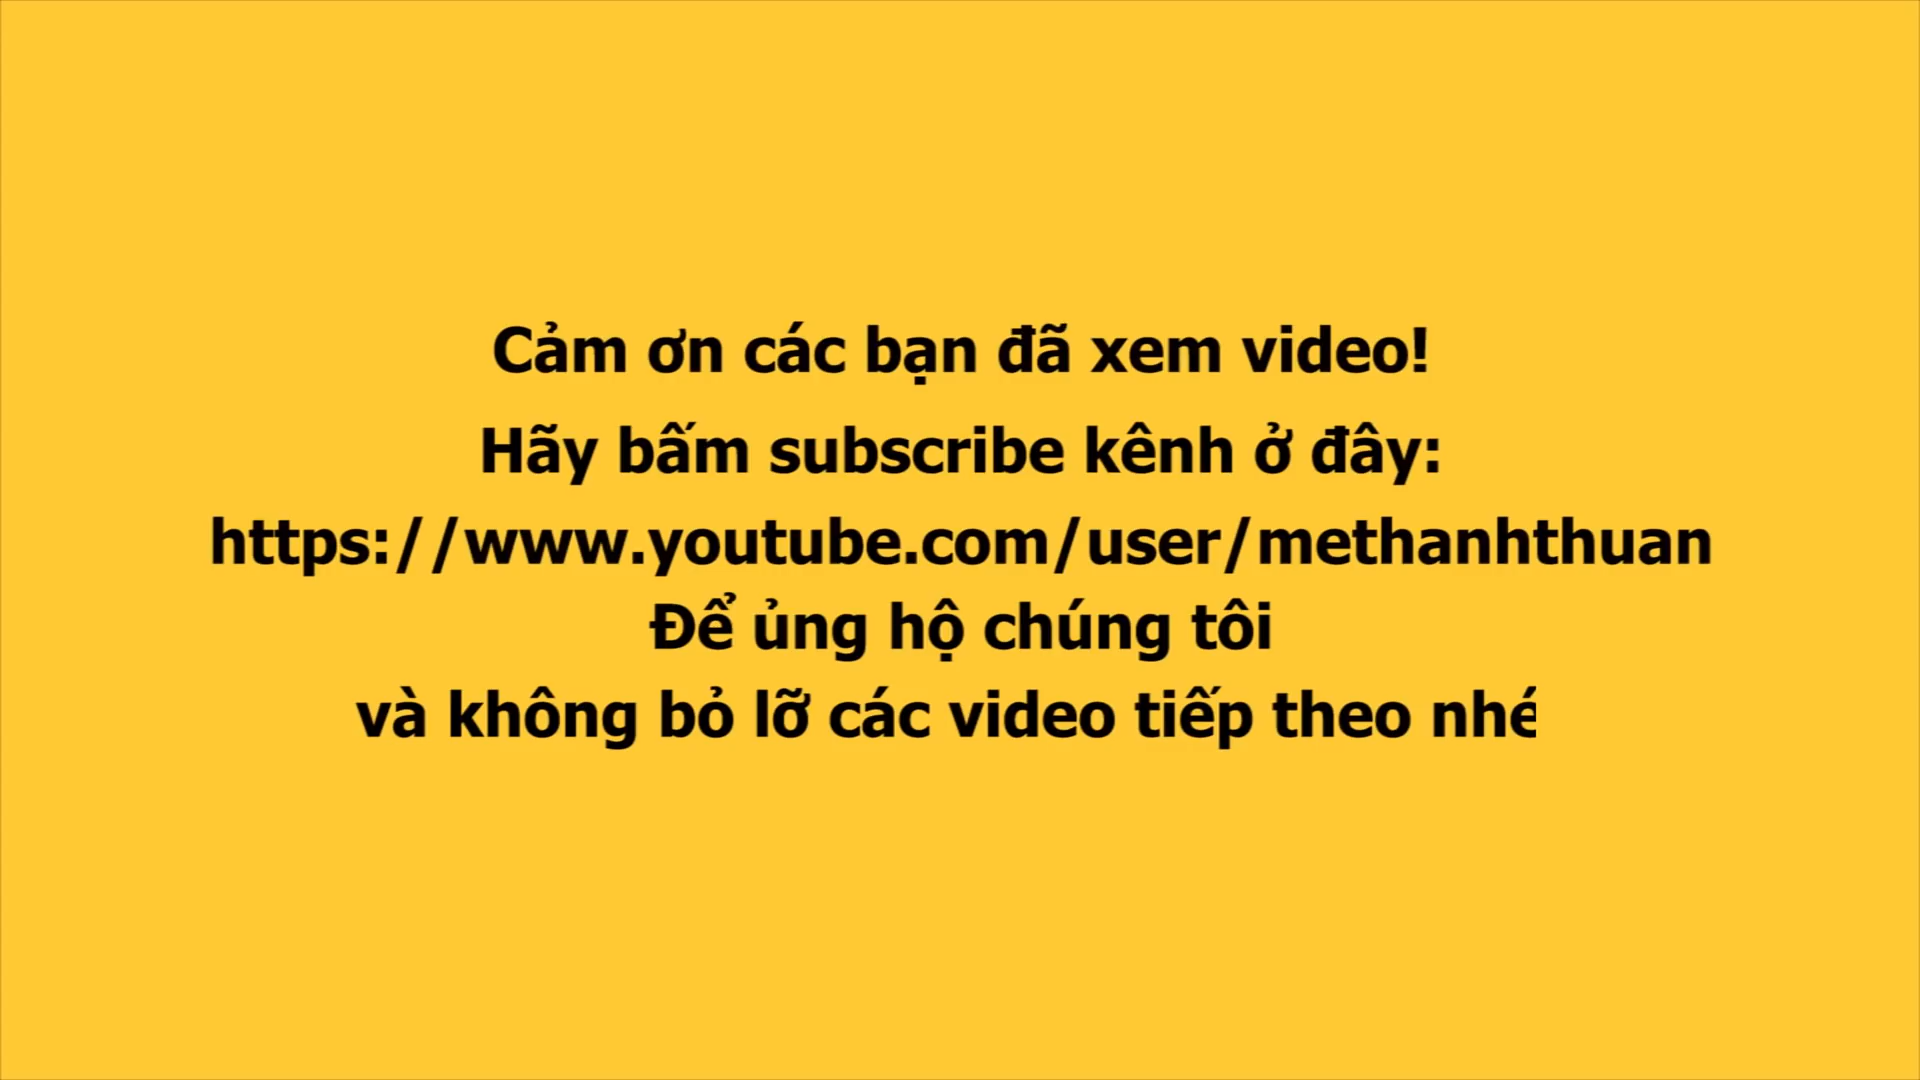 Cảm ơn các bạn đã xem video!
Hãy bấm subscribe kênh ở đây:
https://www.youtube.com/user/methanhthuan
Để ủng hộ chúng tôi
và không bỏ lỡ các video tiếp theo nhé